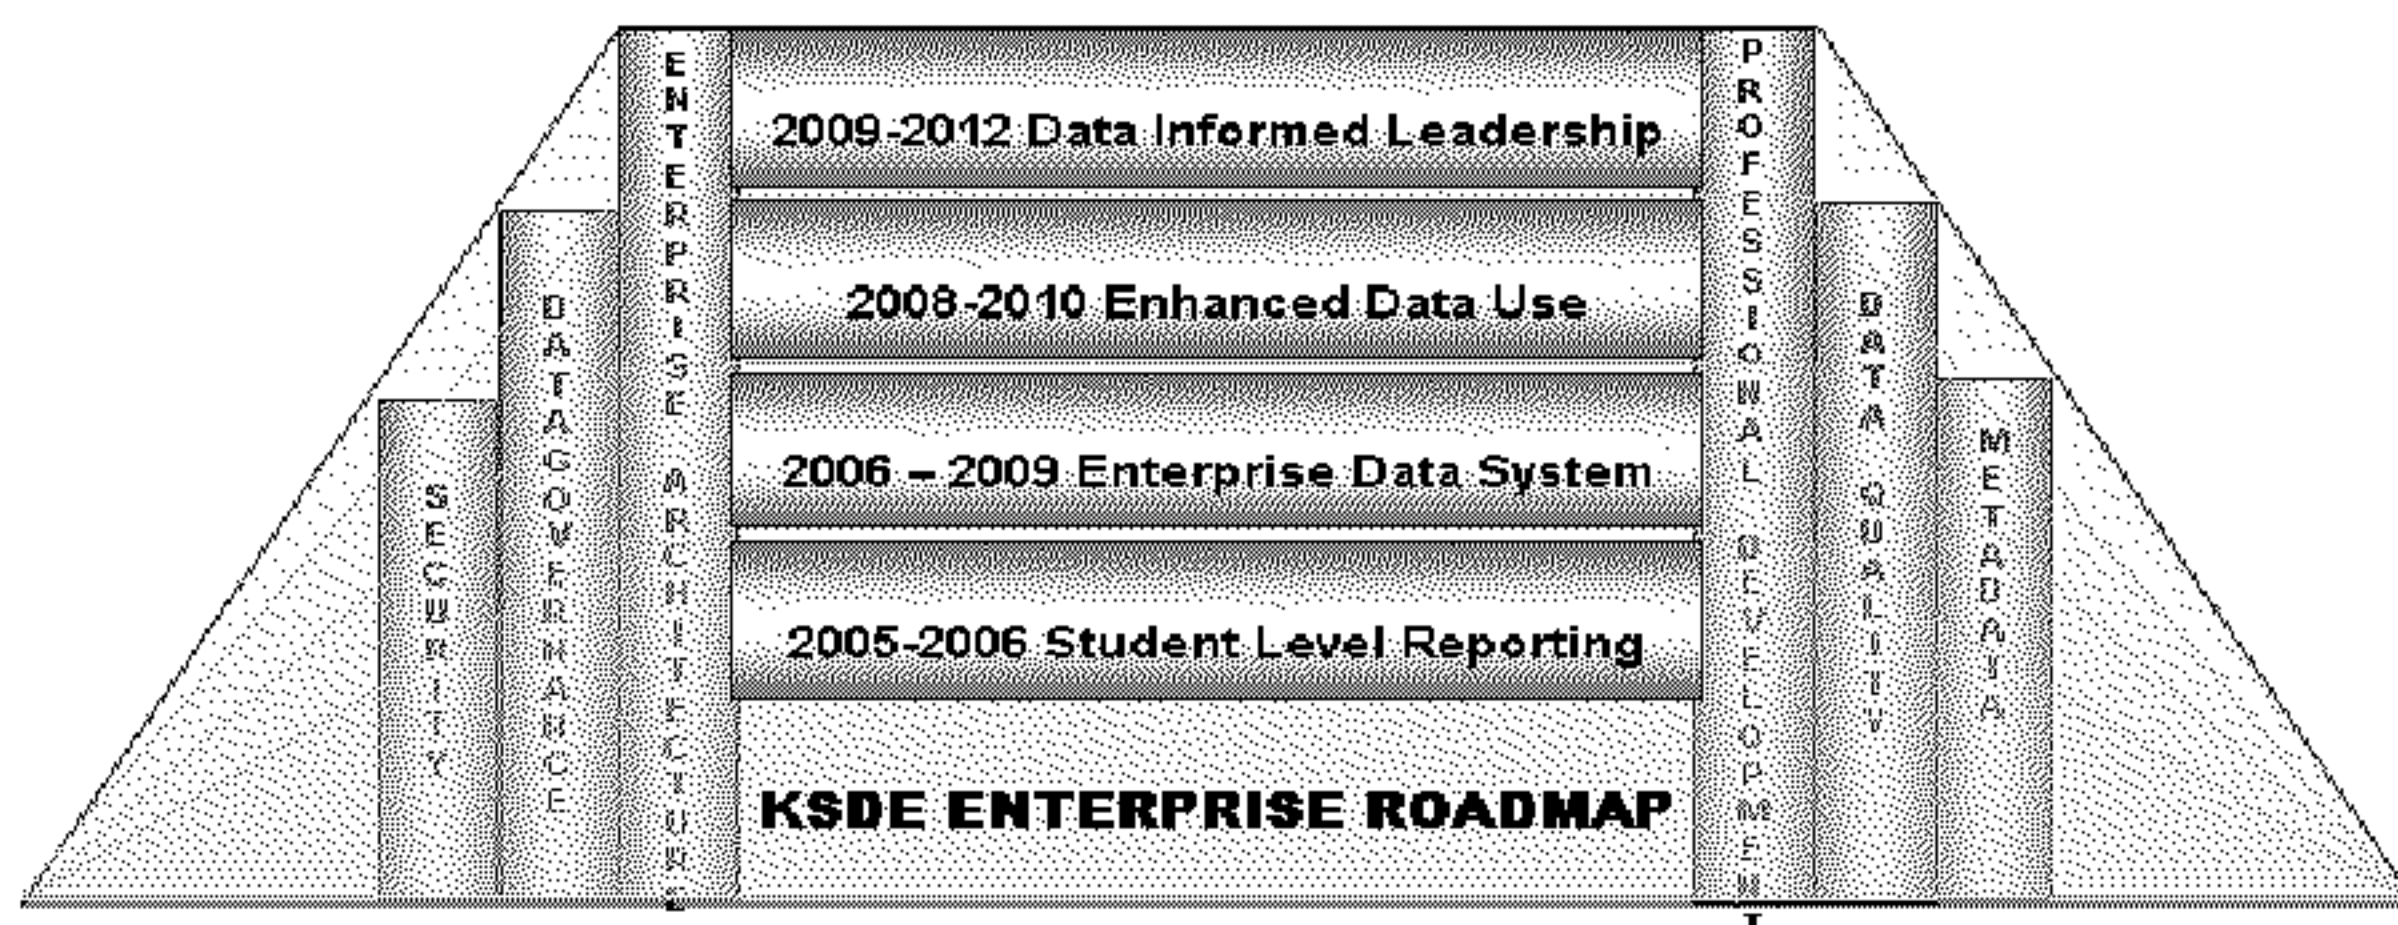 SECURITY
DATA GOVERNANCE
ENTERPRISE ARCHITECTURE
2009-2012 Data Informed Leadership
2008-2010 Enhanced Data Use
2006 – 2009 Enterprise Data System
2005-2006 Student Level Reporting
KSDE ENTERPRISE ROADMAP
PROFESSIONAL DEVELOPMENT
DATA QUALITY
METADATA